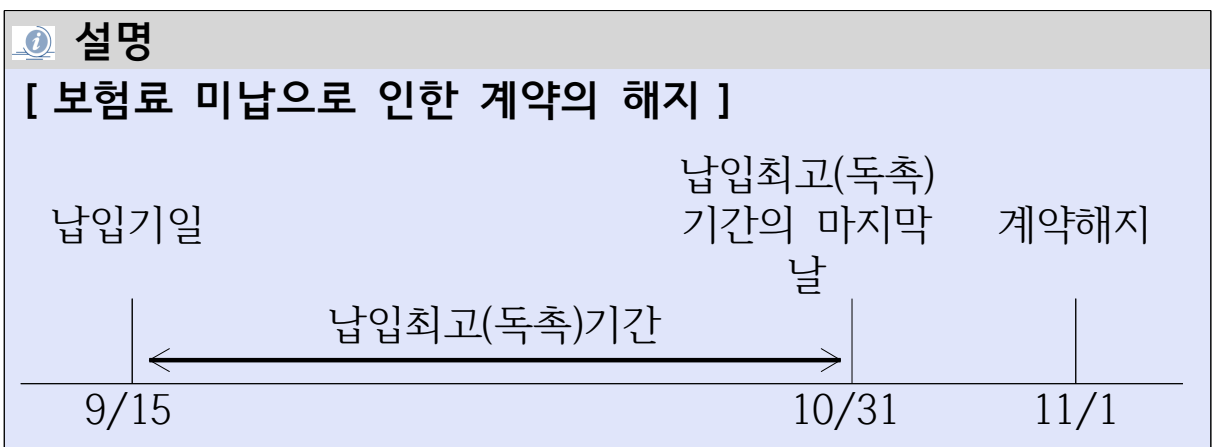 설명
[ 보험료 미납으로 인한 계약의 해지 ]
납입기일
납입최고(독촉)
기간의 마지막
날
계약해지
납입최고(독촉)기간
9/15
10/31
11/1